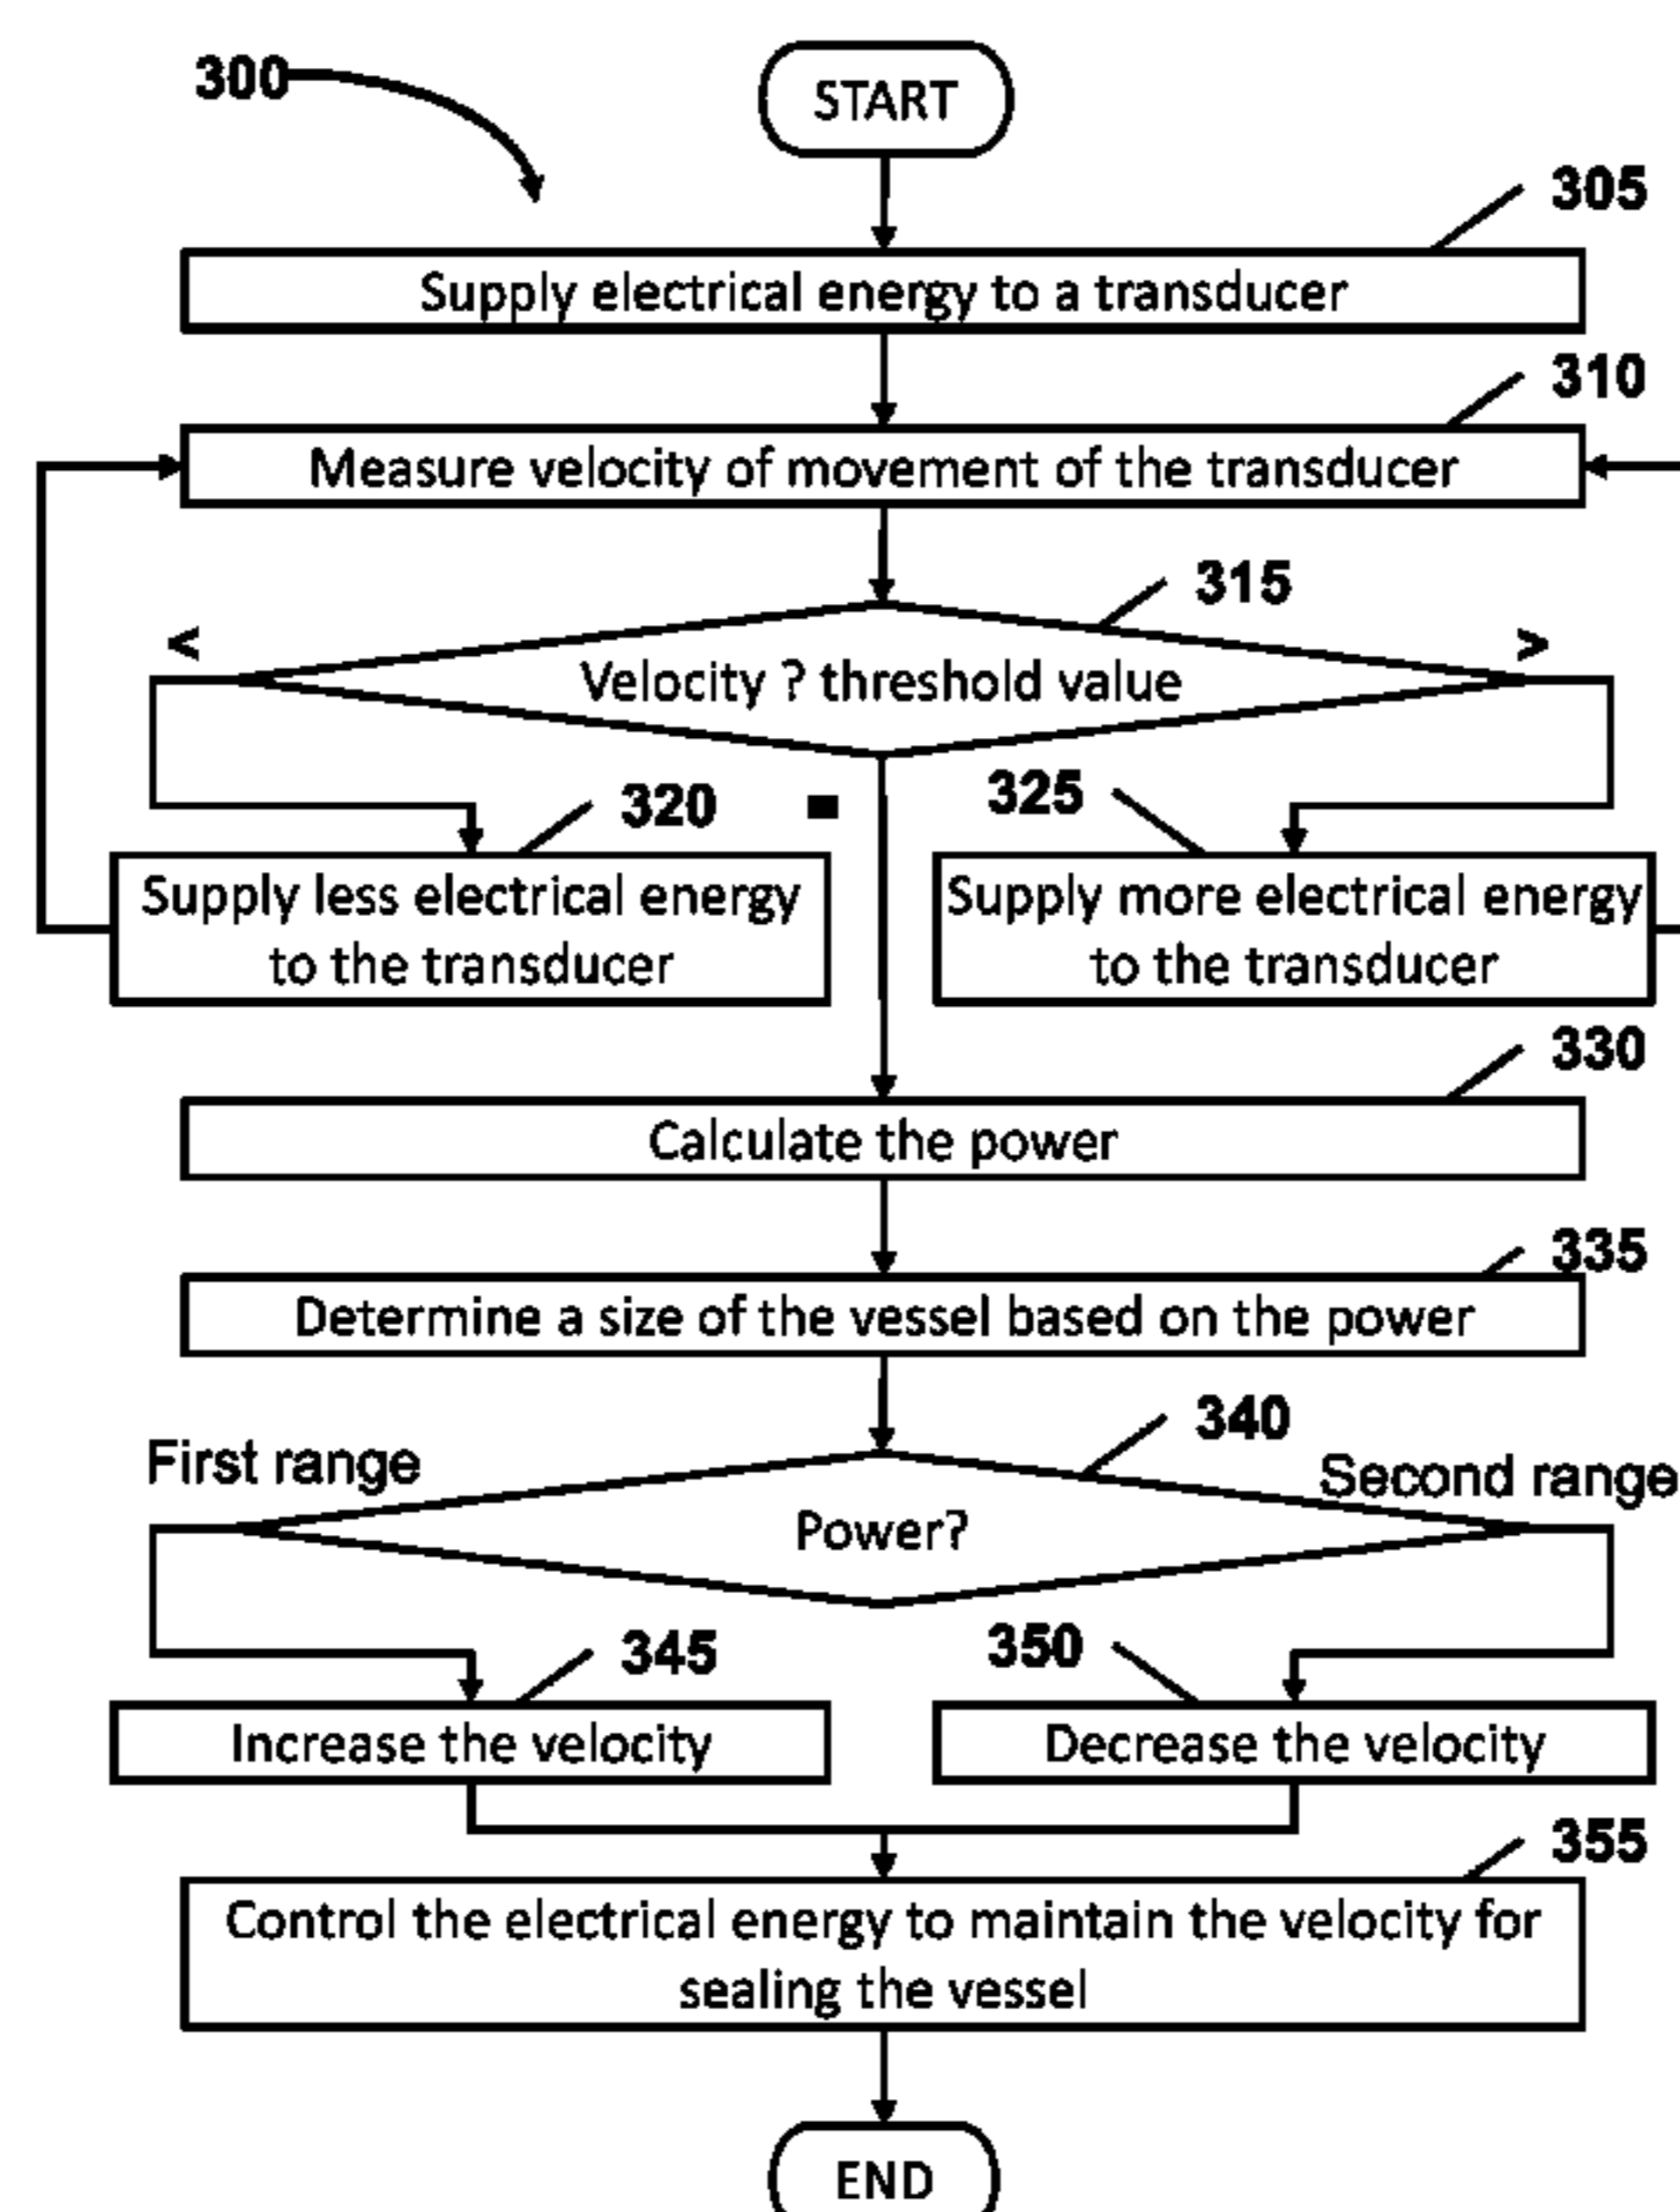 300
START
305
Supply electrical energy to a transducer
310
Measure velocity of movement of the transducer
315
<
>
Velocity ? threshold value
320
=
325
Supply less electrical energy
to the transducer
Supply more electrical energy
to the transducer
330
Calculate the power
335
Determine a size of the vessel based on the power
340
First range
Second range
Power?
345
350
Increase the velocity
Decrease the velocity
355
Control the electrical energy to maintain the velocity for
sealing the vessel
END